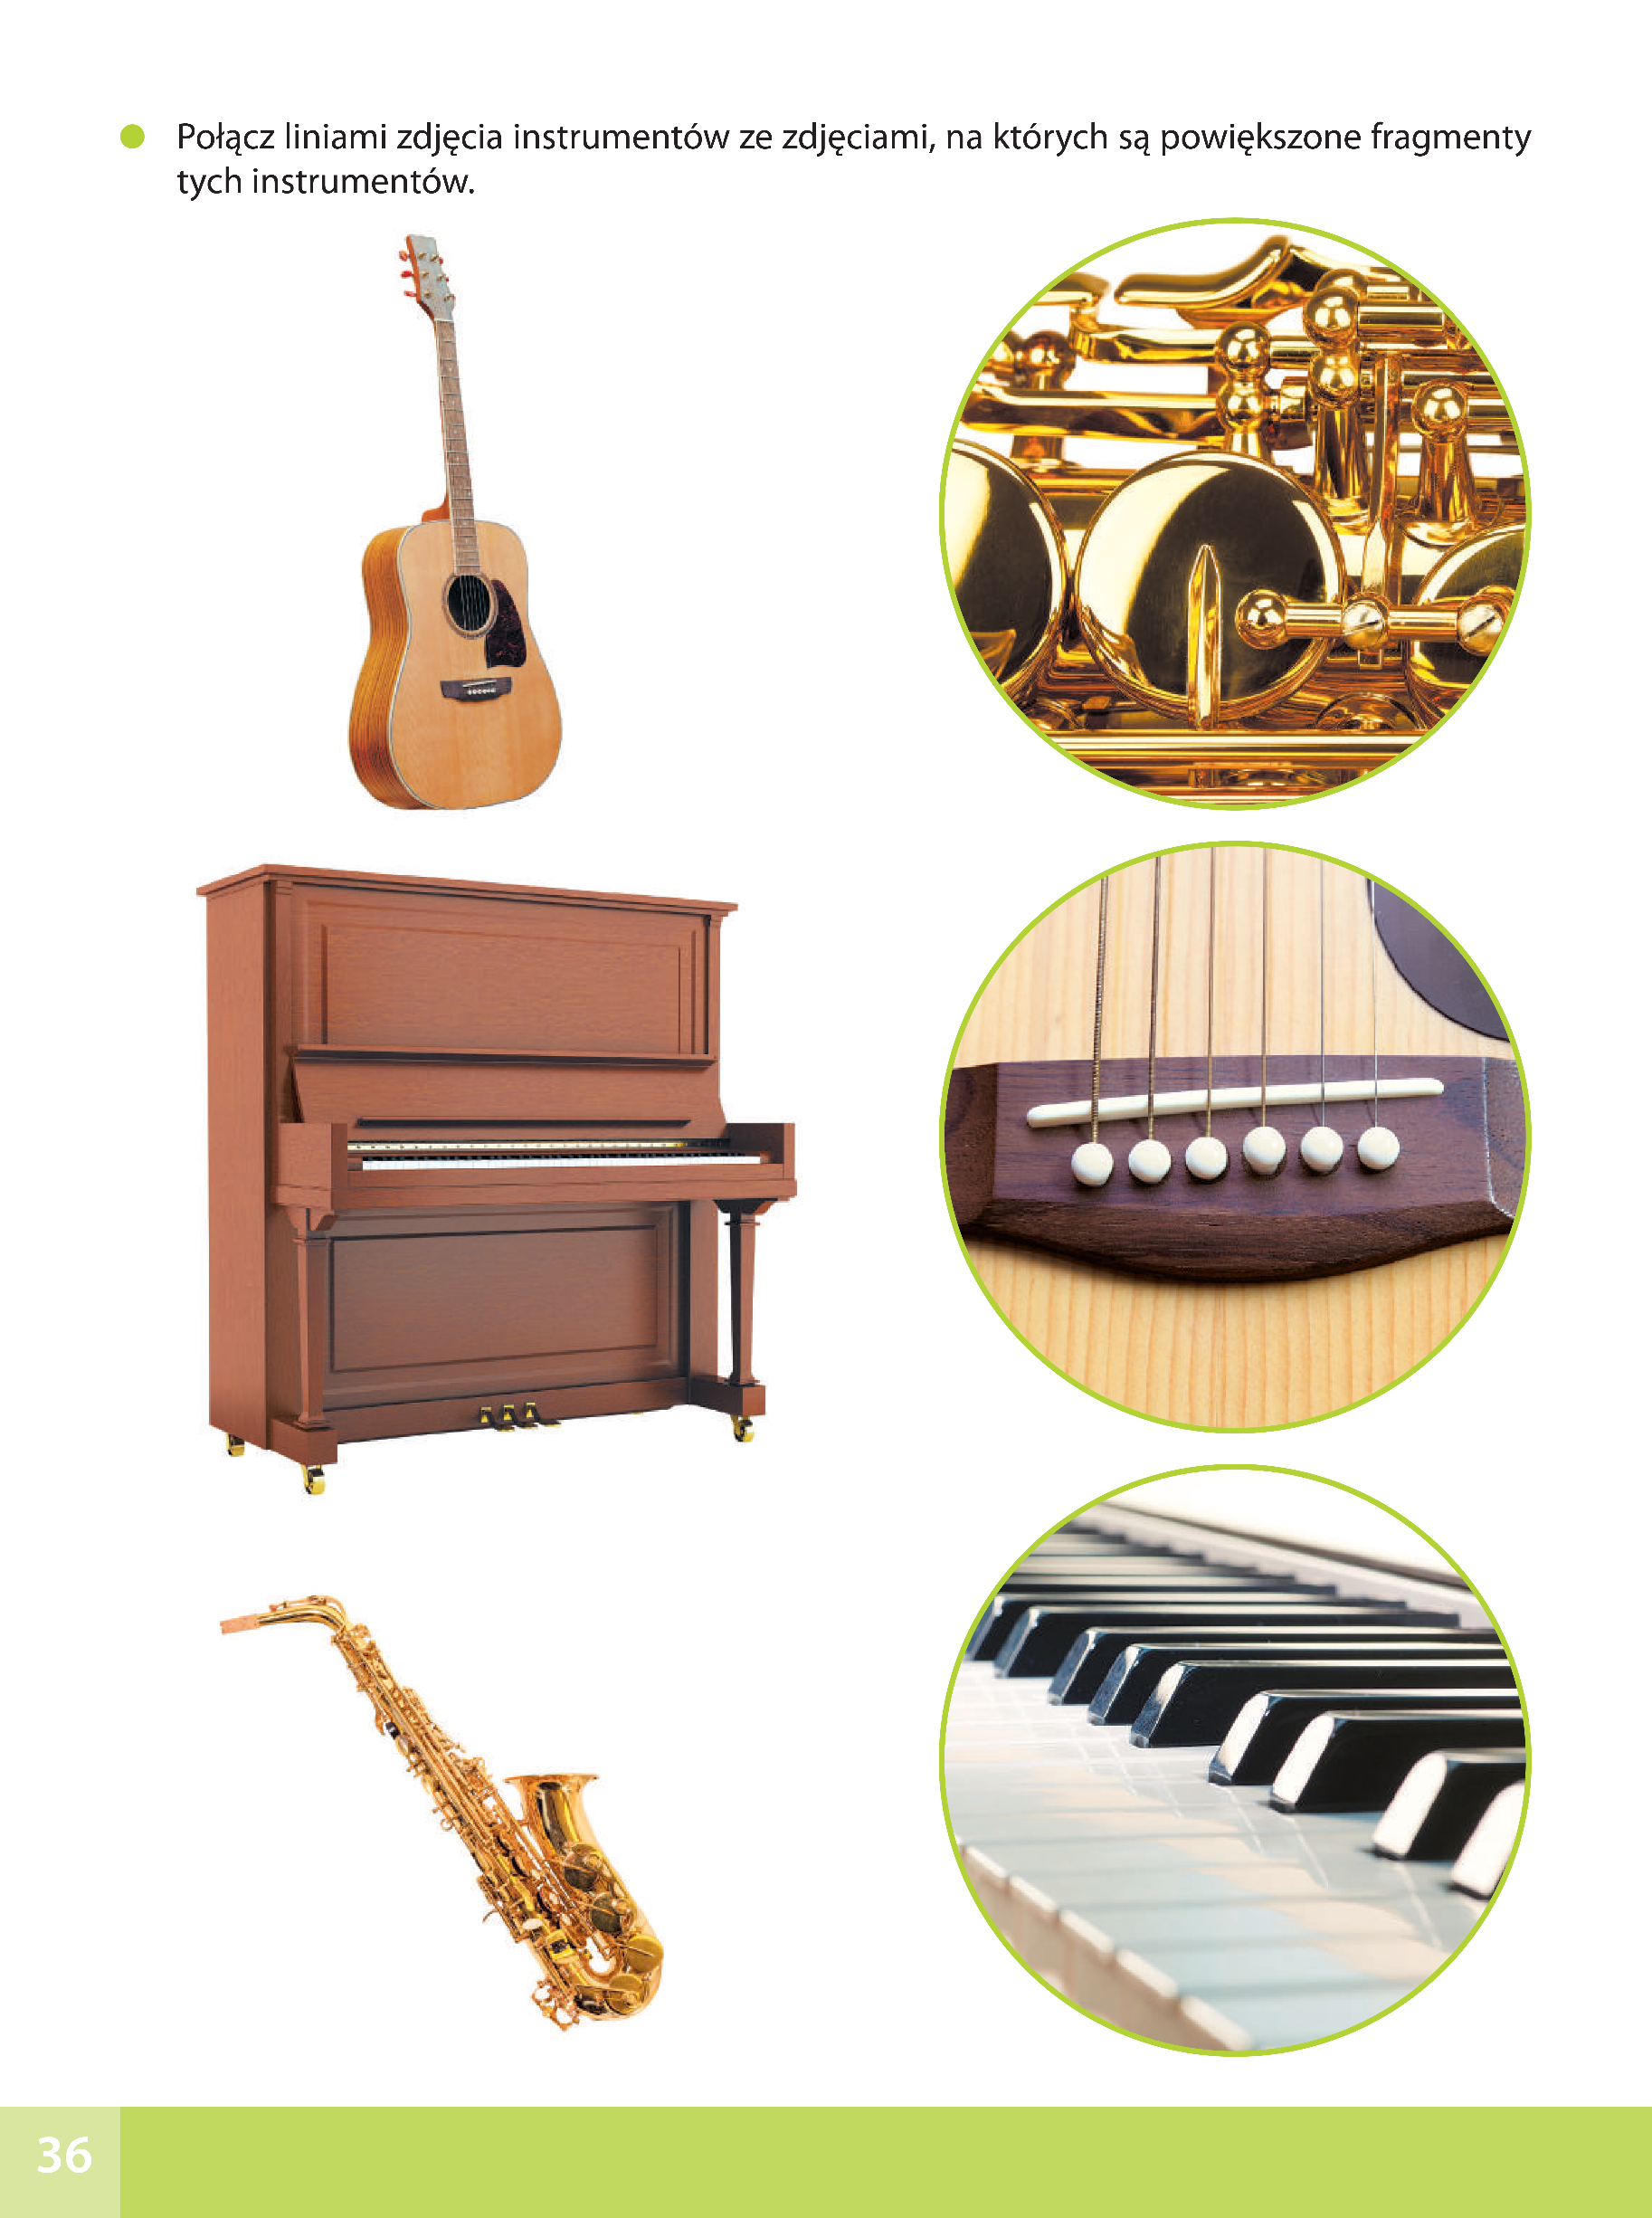 Połącz liniami zdjęcia instrumentów ze zdjęciami, na których są powiększone fragmenty
tych instrumentów.
36